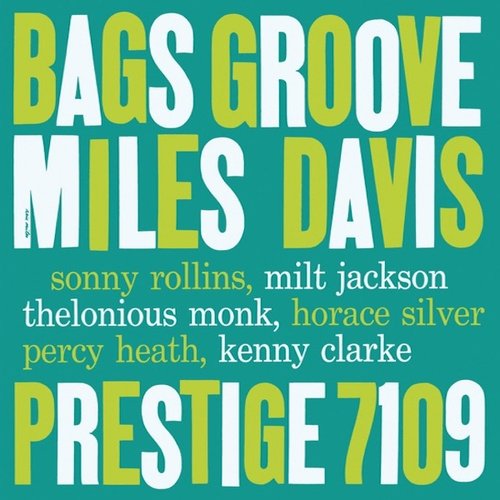 BAGS GROOVE
MILES DAVIS
sonny rollins, milt jackson
thelonious monk, horace silver
percy heath, kenny clarke
PRESTIGE 7109